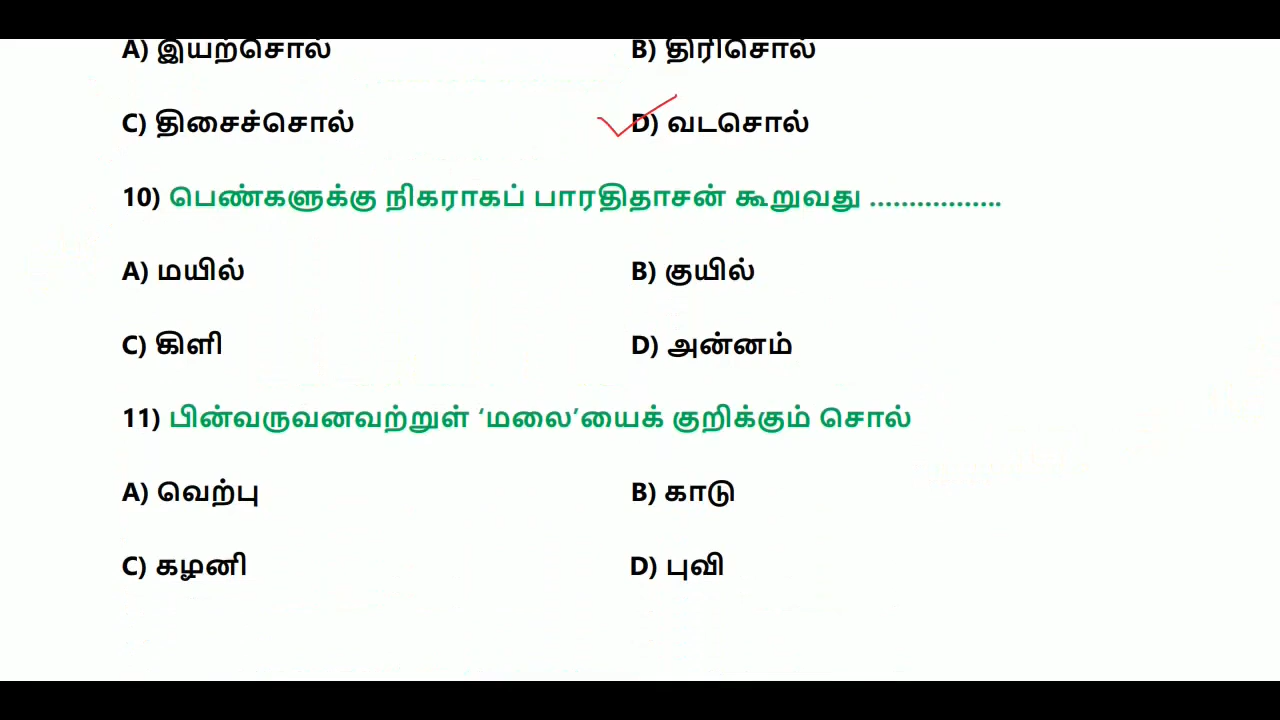 A) இயற்சொல் B) திரிசொல்
C) திசைச்சொல் D) வடசொல்
10) பெண்களுக்கு நிகராகப் பாரதிதாசன் கூறுவது .................
A) மயில் B) குயில்
C) கிளி D) அன்னம்
11) பின்வருவனவற்றுள் ‘மலை’யைக் குறிக்கும் சொல்
A) வெற்பு B) காடு
C) கழனி D) புவி